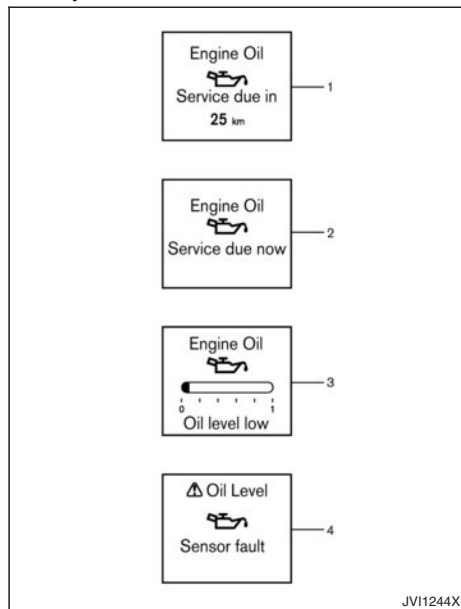 Engine Oil
Service due in
25 km
1
Engine Oil
Service due now
2
Engine Oil
0 1
Oil level low
3
Oil Level
Sensor fault
4
JVI1244X